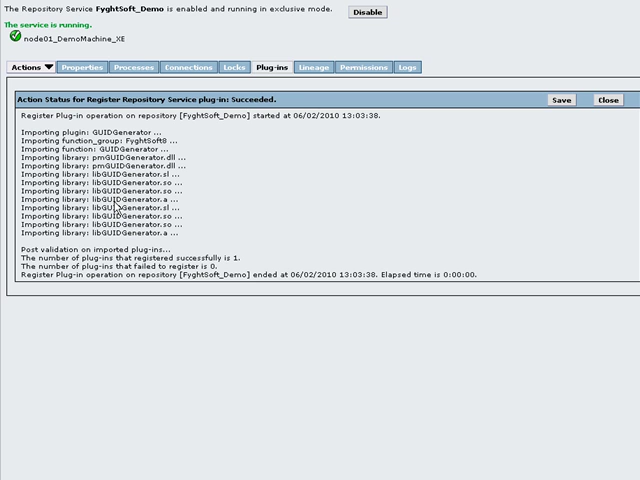 The Repository Service FyghtSoft_Demo is enabled and running in exclusive mode. Disable
The service is running.
node01_DemoMachine_XE
Actions Properties Processes Connections Locks Plug-ins Lineage Permissions Logs
Action Status for Register Repository Service plug-in: Succeeded. Save Close
Register Plug-in operation on repository [FyghtSoft_Demo] started at 06/02/2010 13:03:38.
Importing plugin: GUIDGenerator ...
Importing function_group: FyghtSoft8 ...
Importing function: GUIDGenerator ...
Importing library: pmGUIDGenerator.dll ...
Importing library: pmGUIDGenerator.dll ...
Importing library: libGUIDGenerator.sl ...
Importing library: libGUIDGenerator.so ...
Importing library: libGUIDGenerator.so ...
Importing library: libGUIDGenerator.a ...
Importing library: libGUIDGenerator.sl ...
Importing library: libGUIDGenerator.so ...
Importing library: libGUIDGenerator.so ...
Importing library: libGUIDGenerator.a ...
Post validation on imported plug-ins...
The number of plug-ins that registered successfully is 1.
The number of plug-ins that failed to register is 0.
Register Plug-in operation on repository [FyghtSoft_Demo] ended at 06/02/2010 13:03:38. Elapsed time is 0:00:00.